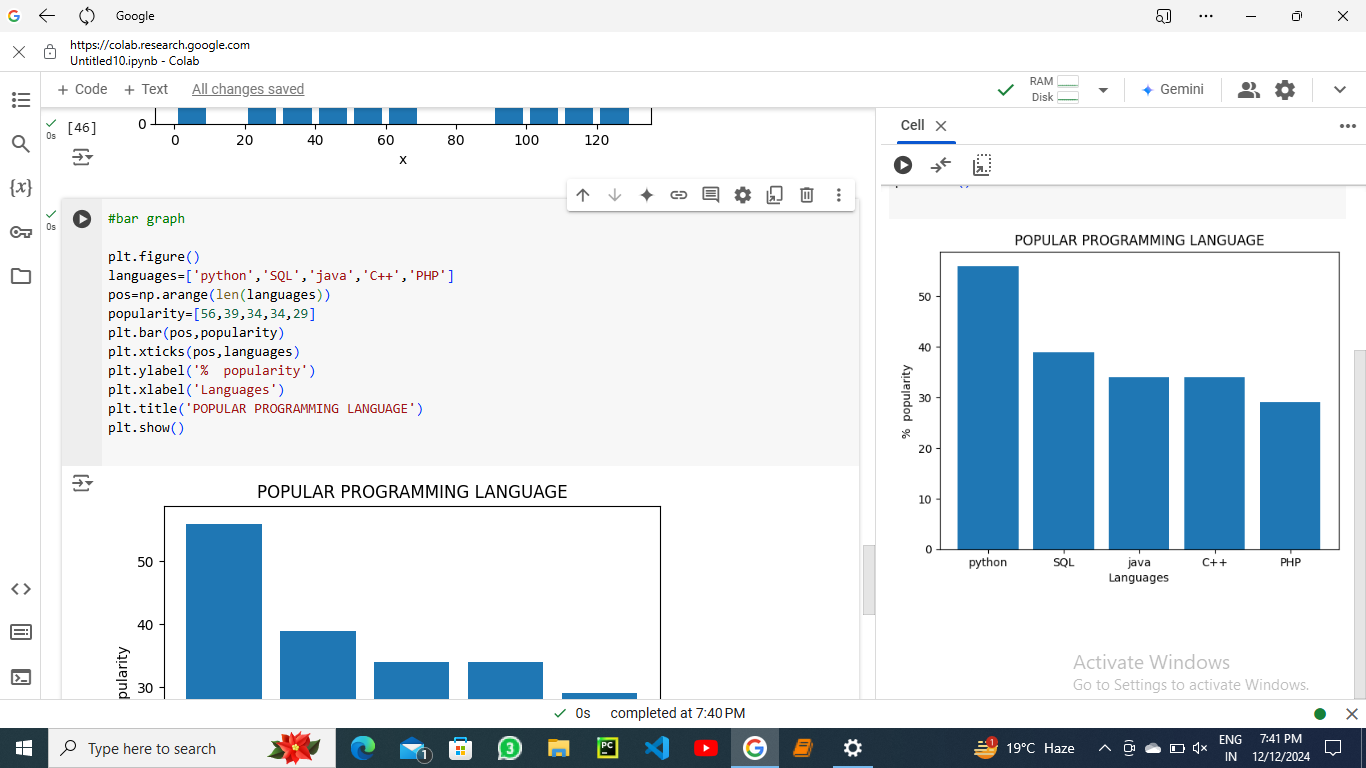 Google
https://colab.research.google.com
Untitled10.ipynb - Colab
+ Code + Text All changes saved
RAM
Disk
Gemini
Cell
[46]
0s
0
0 20 40 60 80 100 120
x
0s
#bar graph
plt.figure()
languages=['python','SQL','java','C++','PHP']
pos=np.arange(len(languages))
popularity=[56,39,34,34,29]
plt.bar(pos,popularity)
plt.xticks(pos,languages)
plt.ylabel('%  popularity')
plt.xlabel('Languages')
plt.title('POPULAR PROGRAMMING LANGUAGE')
plt.show()
POPULAR PROGRAMMING LANGUAGE
50
40
30
pularity
POPULAR PROGRAMMING LANGUAGE
50
40
30
20
10
0
% popularity
python SQL java C++ PHP
Languages
Activate Windows
Go to Settings to activate Windows.
0s completed at 7:40 PM
Type here to search
1
3
PC
1
19°C Haze
ENG
IN
7:41 PM
12/12/2024